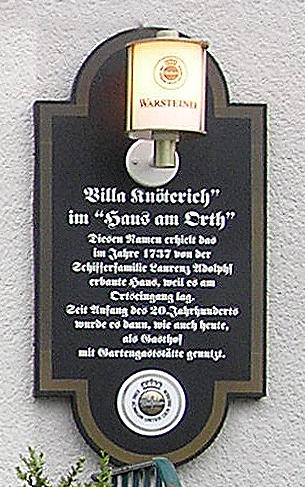 WARSTEINER
"Villa Knöterich"
im "Haus am Orth"
Diesen Namen erhielt das
im Jahre 1737 von der
Schifferfamilie Laurenz Adolphs
erbaute Haus, weil es am
Ortseingang lag.
Seit Anfang des 20.Jahrhunderts
wurde es dann, wie auch heute,
als Gasthof
mit Gartengaststätte genutzt.